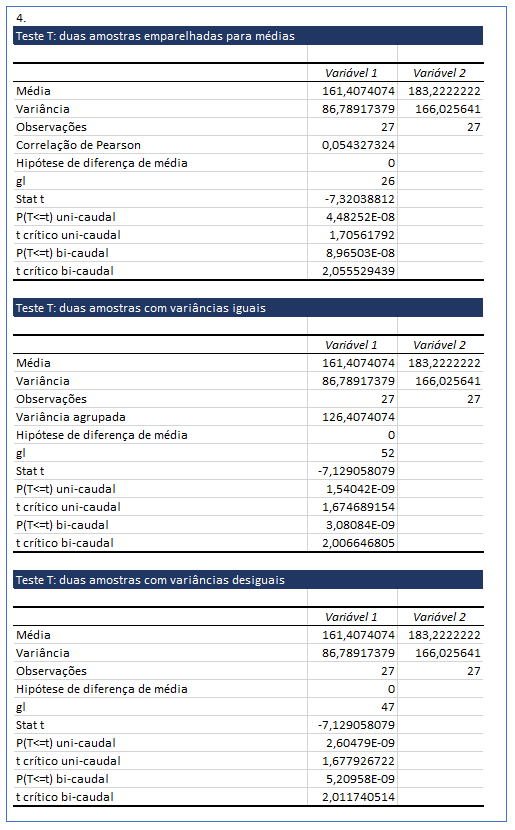 4.
Teste T: duas amostras emparelhadas para médias
Variável 1 Variável 2
Média 161,4074074 183,2222222
Variância 86,78917379 166,025641
Observações 27 27
Correlação de Pearson 0,054327324
Hipótese de diferença de média 0
gl 26
Stat t -7,32038812
P(T<=t) uni-caudal 4,48252E-08
t crítico uni-caudal 1,70561792
P(T<=t) bi-caudal 8,96503E-08
t crítico bi-caudal 2,055529439
Teste T: duas amostras com variâncias iguais
Variável 1 Variável 2
Média 161,4074074 183,2222222
Variância 86,78917379 166,025641
Observações 27 27
Variância agrupada 126,4074074
Hipótese de diferença de média 0
gl 52
Stat t -7,129058079
P(T<=t) uni-caudal 1,54042E-09
t crítico uni-caudal 1,674689154
P(T<=t) bi-caudal 3,08084E-09
t crítico bi-caudal 2,006646805
Teste T: duas amostras com variâncias desiguais
Variável 1 Variável 2
Média 161,4074074 183,2222222
Variância 86,78917379 166,025641
Observações 27 27
Hipótese de diferença de média 0
gl 47
Stat t -7,129058079
P(T<=t) uni-caudal 2,60479E-09
t crítico uni-caudal 1,677926722
P(T<=t) bi-caudal 5,20958E-09
t crítico bi-caudal 2,011740514